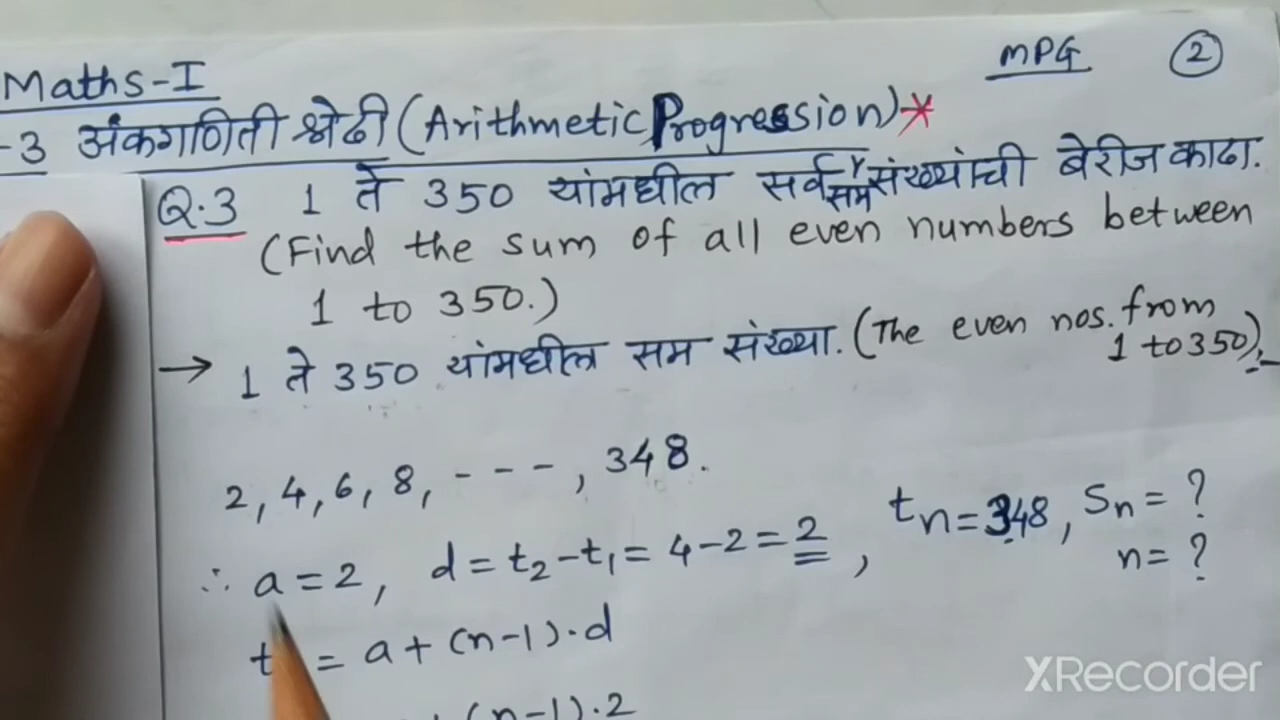 Maths-I
MPG ②
-3 अंकगणिती श्रेढी (Arithmetic Progression)*
Q.3 1 ते 350 यांमधील सर्व सम संख्यांची बेरीज काढा.
(Find the sum of all even numbers between
1 to 350.)
→ 1 ते 350 यांमधील सम संख्या. (The even nos. from
1 to 350),
2, 4, 6, 8, - - - , 348.
∴ a = 2, d = t₂-t₁ = 4-2 = 2, tn = 348, Sn = ?
n = ?
t = a + (n-1)·d
(n-1)·2
XRecorder